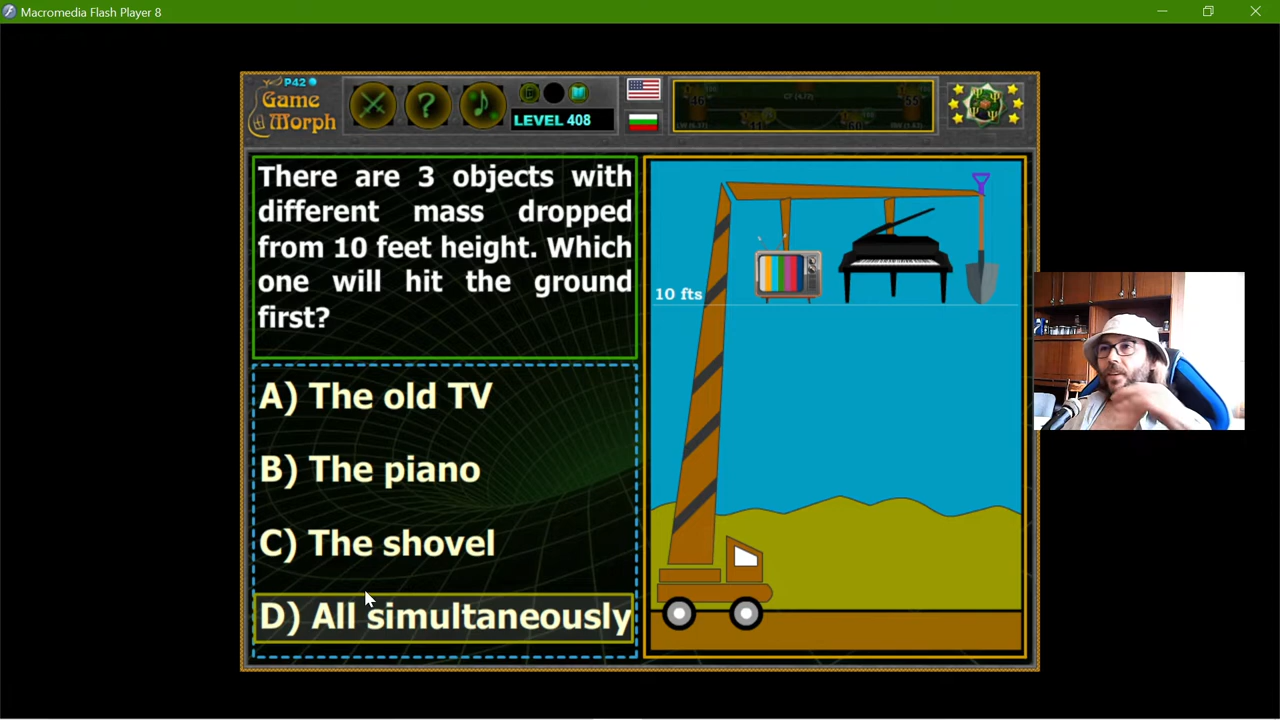 Macromedia Flash Player 8
P42
Game
Morph
LEVEL 408
There are 3 objects with
different mass dropped
from 10 feet height. Which
one will hit the ground
first?
A) The old TV
B) The piano
C) The shovel
D) All simultaneously
10 fts